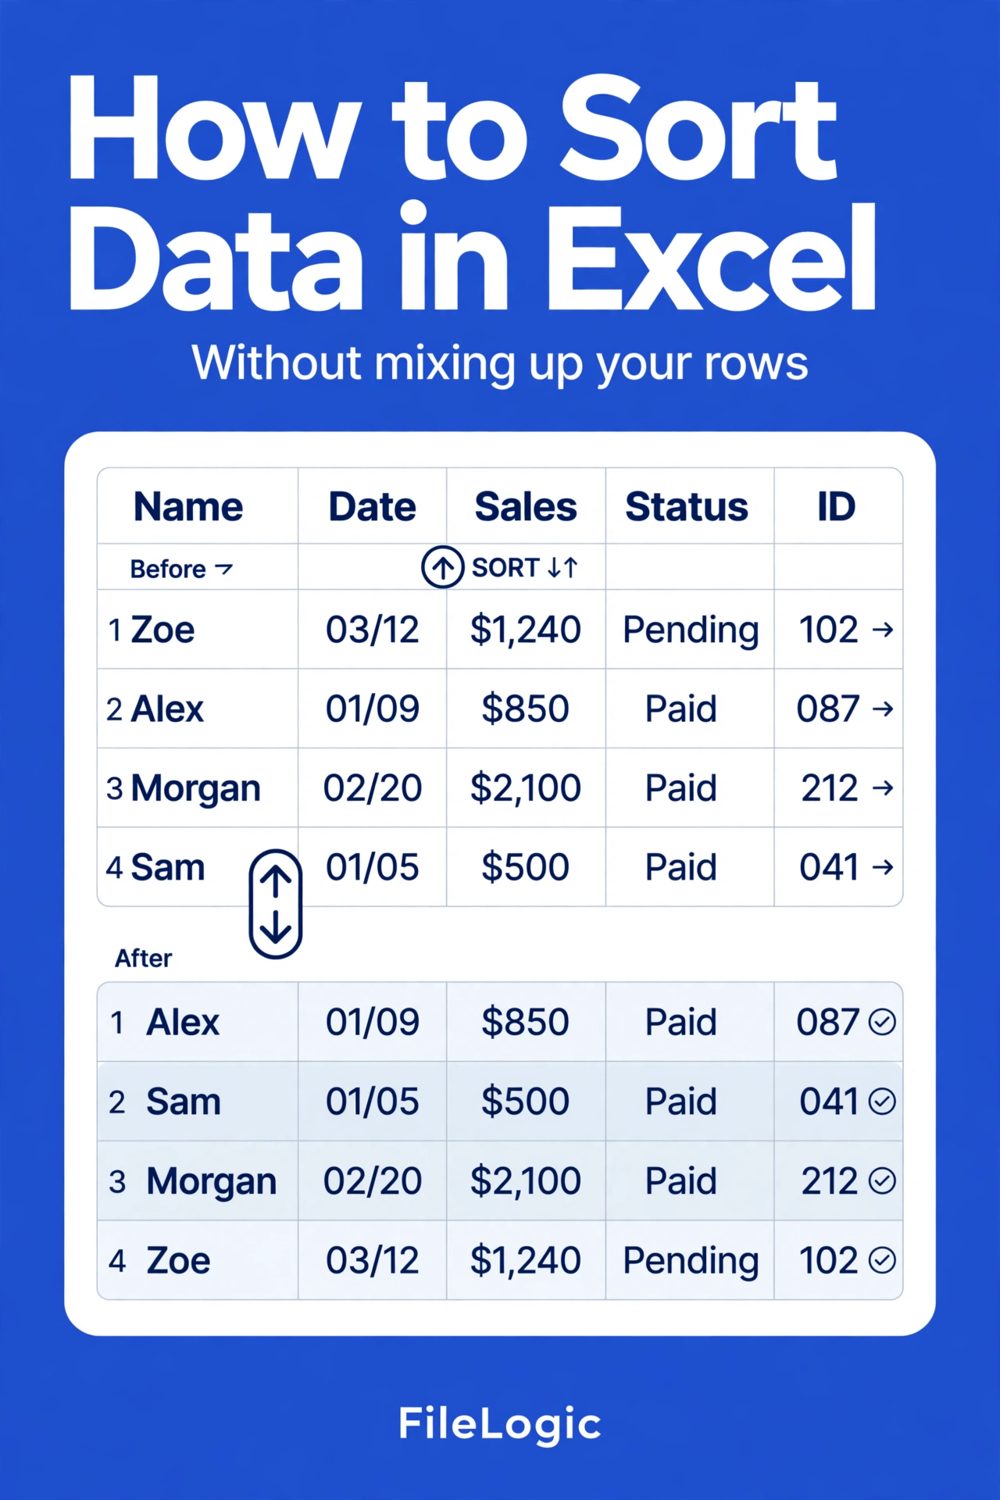 How to Sort
Data in Excel
Without mixing up your rows
Name Date Sales Status ID
Before SORT ↓↑
1 Zoe 03/12 $1,240 Pending 102 →
2 Alex 01/09 $850 Paid 087 →
3 Morgan 02/20 $2,100 Paid 212 →
4 Sam 01/05 $500 Paid 041 →
After
1 Alex 01/09 $850 Paid 087
2 Sam 01/05 $500 Paid 041
3 Morgan 02/20 $2,100 Paid 212
4 Zoe 03/12 $1,240 Pending 102
FileLogic